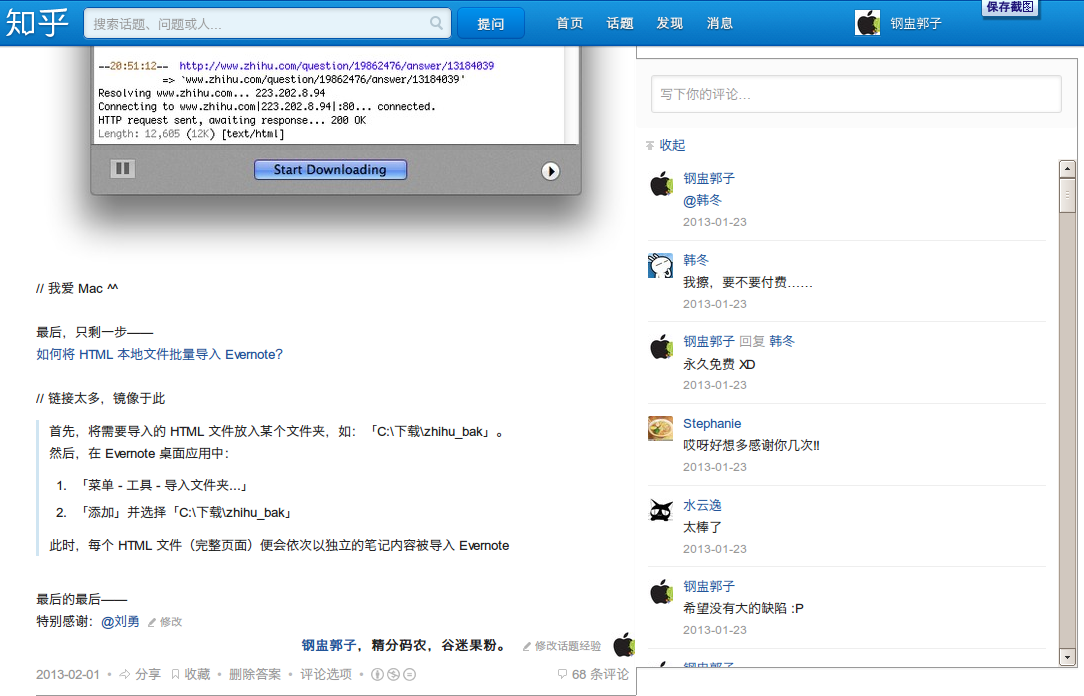 知乎
搜索话题、问题或人...
提问
首页
话题
发现
消息
钢盅郭子
保存截图
--20:51:12-- http://www.zhihu.com/question/19862476/answer/13184039
=> `www.zhihu.com/question/19862476/answer/13184039'
Resolving www.zhihu.com... 223.202.8.94
Connecting to www.zhihu.com|223.202.8.94|:80... connected.
HTTP request sent, awaiting response... 200 OK
Length: 12,605 (12K) [text/html]
Start Downloading
// 我爱 Mac ^^
最后，只剩一步——
如何将 HTML 本地文件批量导入 Evernote?
// 链接太多，镜像于此
首先，将需要导入的 HTML 文件放入某个文件夹，如：「C:\下载\zhihu_bak」。
然后，在 Evernote 桌面应用中：
1. 「菜单 - 工具 - 导入文件夹...」
2. 「添加」并选择「C:\下载\zhihu_bak」
此时，每个 HTML 文件（完整页面）便会依次以独立的笔记内容被导入 Evernote
最后的最后——
特别感谢：@刘勇 修改
钢盅郭子，精分码农，谷迷果粉。 修改话题经验
2013-02-01 • 分享 收藏 • 删除答案 • 评论选项 •
68 条评论
写下你的评论…
收起
钢盅郭子
@韩冬
2013-01-23
韩冬
我擦，要不要付费……
2013-01-23
钢盅郭子 回复 韩冬
永久免费 XD
2013-01-23
Stephanie
哎呀好想多感谢你几次!!
2013-01-23
水云逸
太棒了
2013-01-23
钢盅郭子
希望没有大的缺陷 :P
2013-01-23
钢盅郭子